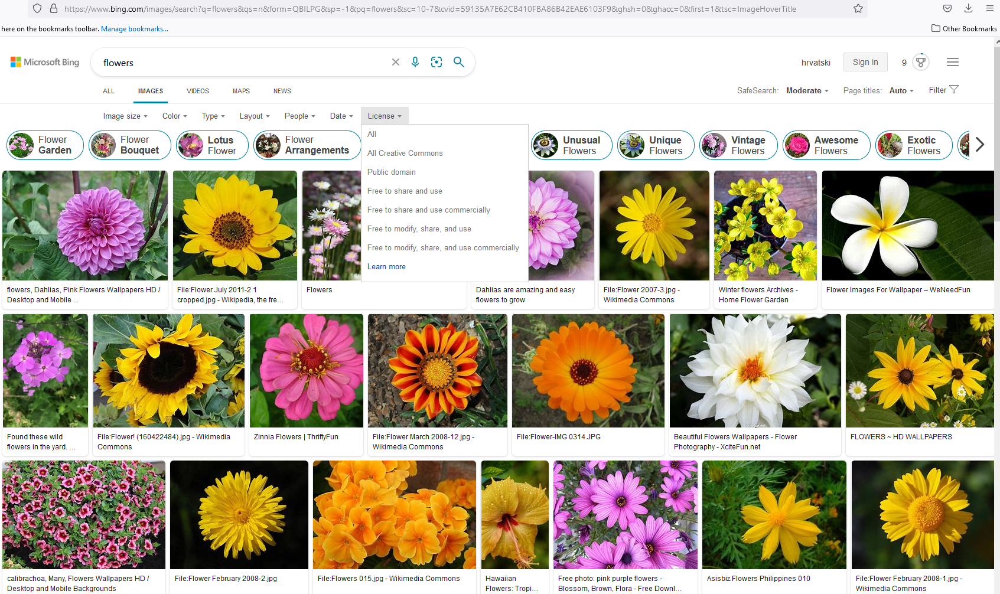 https://www.bing.com/images/search?q=flowers&qs=n&form=QBILPG&sp=-1&pq=flowers&sc=10-7&cvid=59135A7E62CB410FBA86B42EAE6103F9&ghsh=0&ghacc=0&first=1&tsc=ImageHoverTitle
here on the bookmarks toolbar. Manage bookmarks...
Other Bookmarks
Microsoft Bing
flowers
hrvatski
Sign in
9
ALL
IMAGES
VIDEOS
MAPS
NEWS
SafeSearch: Moderate
Page titles: Auto
Filter
Image size
Color
Type
Layout
People
Date
License
All
All Creative Commons
Public domain
Free to share and use
Free to share and use commercially
Free to modify, share, and use
Free to modify, share, and use commercially
Learn more
Flower
Garden
Flower
Bouquet
Lotus
Flower
Flower
Arrangements
Unusual
Flowers
Unique
Flowers
Vintage
Flowers
Awesome
Flowers
Exotic
Flowers
flowers, Dahlias, Pink Flowers Wallpapers HD /
Desktop and Mobile ...
File:Flower July 2011-2 1
cropped.jpg - Wikipedia, the fre...
Flowers
Dahlias are amazing and easy
flowers to grow
File:Flower 2007-3.jpg -
Wikimedia Commons
Winter flowers Archives -
Home Flower Garden
Flower Images For Wallpaper – WeNeedFun
Found these wild
flowers in the yard. ...
File:Flower! (160422484).jpg - Wikimedia
Commons
Zinnia Flowers | ThriftyFun
File:Flower March 2008-12.jpg -
Wikimedia Commons
File:Flower-IMG 0314.JPG
Beautiful Flowers Wallpapers - Flower
Photography - XciteFun.net
FLOWERS ~ HD WALLPAPERS
calibrachoa, Many, Flowers Wallpapers HD /
Desktop and Mobile Backgrounds
File:Flower February 2008-2.jpg
File:Flowers 015.jpg - Wikimedia Commons
Hawaiian
Flowers: Tropi...
Free photo: pink purple flowers -
Blossom, Brown, Flora - Free Downl...
Asisbiz Flowers Philippines 010
File:Flower February 2008-1.jpg -
Wikimedia Commons